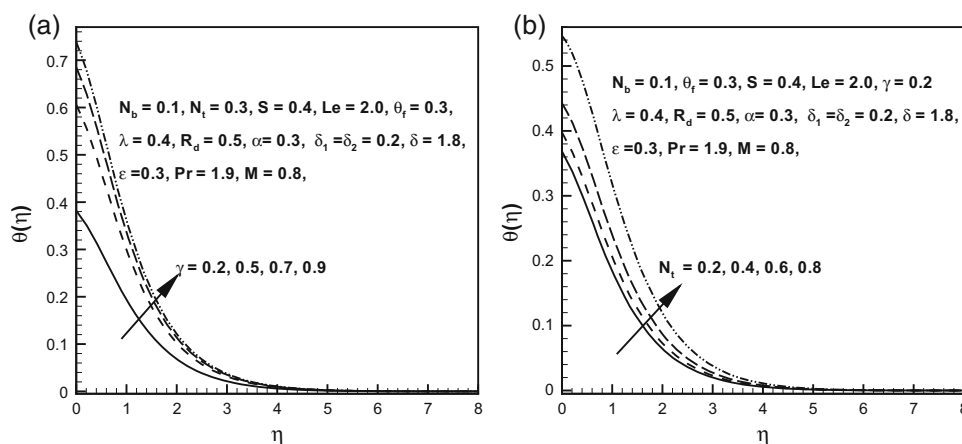 (a)
0.7
0.6
0.5
0.4
0.3
0.2
0.1
0
θ(η)
N_b = 0.1, N_t = 0.3, S = 0.4, Le = 2.0, θ_f = 0.3,
λ = 0.4, R_d = 0.5, α= 0.3, δ_1 =δ_2 = 0.2, δ = 1.8,
ε =0.3, Pr = 1.9, M = 0.8,
γ = 0.2, 0.5, 0.7, 0.9
0 1 2 3 4 5 6 7 8
η
(b)
0.5
0.4
0.3
0.2
0.1
0
θ(η)
N_b = 0.1, θ_f = 0.3, S = 0.4, Le = 2.0, γ = 0.2
λ = 0.4, R_d = 0.5, α= 0.3, δ_1 =δ_2 = 0.2, δ = 1.8,
ε =0.3, Pr = 1.9, M = 0.8,
N_t = 0.2, 0.4, 0.6, 0.8
0 1 2 3 4 5 6 7 8
η